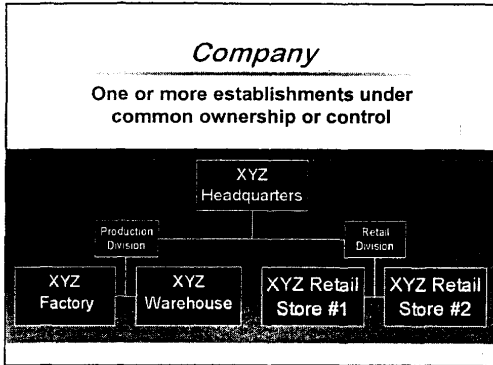 Company
One or more establishments under
common ownership or control
XYZ
Headquarters
Production
Division
Retail
Division
XYZ
Factory
XYZ
Warehouse
XYZ Retail
Store #1
XYZ Retail
Store #2